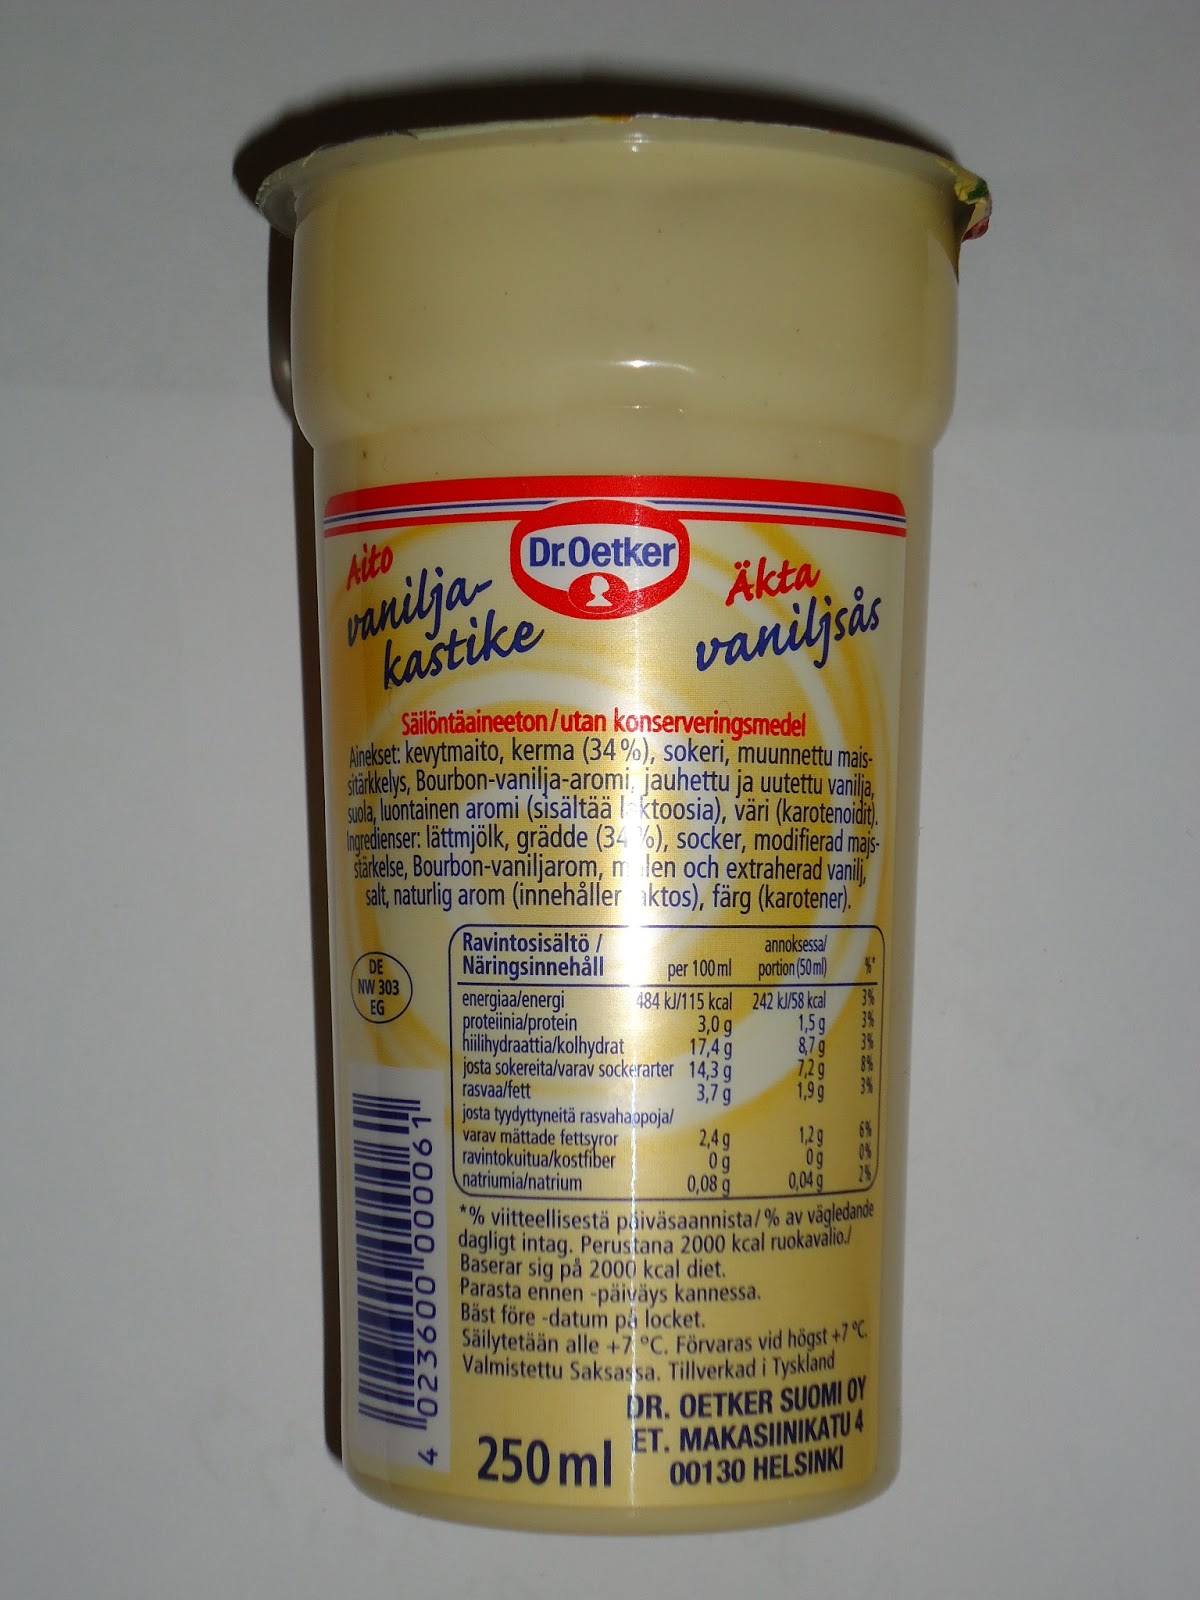 Dr.Oetker
Aito
vanilja-
kastike
Äkta
vaniljsås
Säilöntäaineeton/utan konserveringsmedel
Ainekset: kevytmaito, kerma (34%), sokeri, muunnettu mais-
sitärkkelys, Bourbon-vanilja-aromi, jauhettu ja uutettu vanilja,
suola, luontainen aromi (sisältää laktoosia), väri (karotenoidit).
Ingredienser: lättmjölk, grädde (34%), socker, modifierad majs-
stärkelse, Bourbon-vaniljarom, malen och extraherad vanilj,
salt, naturlig arom (innehåller laktos), färg (karotener).
DE
NW 303
EG
Ravintosisältö / annoksessa/
Näringsinnehåll per 100 ml portion (50 ml) %*
energiaa/energi 484 kJ/115 kcal 242 kJ/58 kcal 3%
proteiinia/protein 3,0 g 1,5 g 3%
hiilihydraattia/kolhydrat 17,4 g 8,7 g 3%
josta sokereita/varav sockerarter 14,3 g 7,2 g 8%
rasvaa/fett 3,7 g 1,9 g 3%
josta tyydyttyneitä rasvahappoja/
varav mättade fettsyror 2,4 g 1,2 g 6%
ravintokuitua/kostfiber 0 g 0 g 0%
natriumia/natrium 0,08 g 0,04 g 2%
*% viitteellisestä päiväsaannista/% av vägledande
dagligt intag. Perustana 2000 kcal ruokavalio./
Baserar sig på 2000 kcal diet.
Parasta ennen -päiväys kannessa.
Bäst före -datum på locket.
Säilytetään alle +7 °C. Förvaras vid högst +7 °C.
Valmistettu Saksassa. Tillverkad i Tyskland
DR. OETKER SUOMI OY
ET. MAKASIINIKATU 4
00130 HELSINKI
250 ml
4 023600 000061